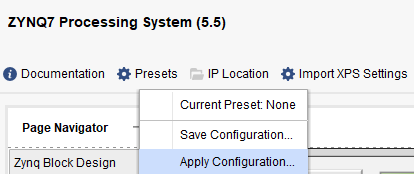 ZYNQ7 Processing System (5.5)
Documentation Presets IP Location Import XPS Settings
Current Preset: None
Page Navigator
Save Configuration...
Zynq Block Design
Apply Configuration...